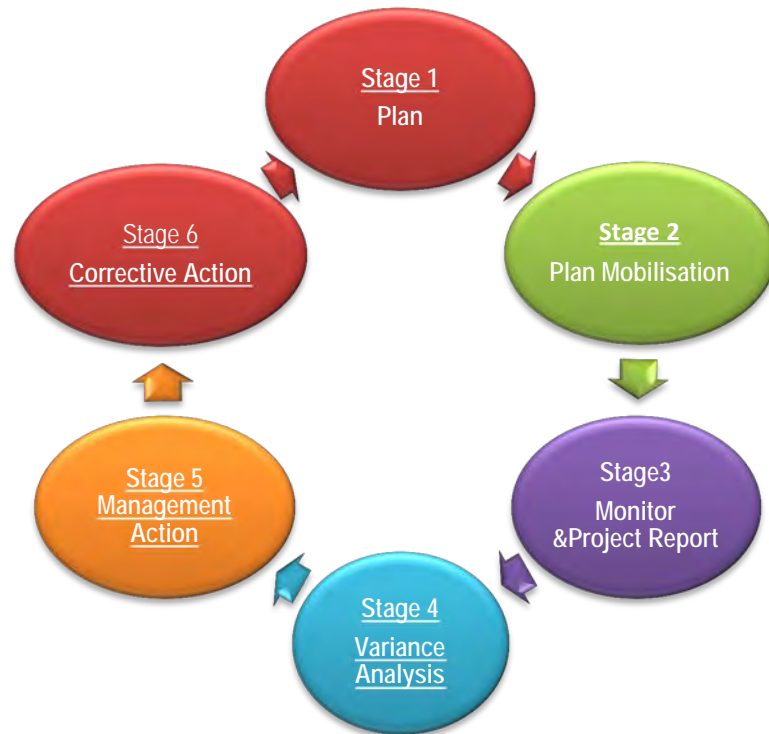 Stage 1
Plan
Stage 2
Plan Mobilisation
Stage3
Monitor
&Project Report
Stage 4
Variance
Analysis
Stage 5
Management
Action
Stage 6
Corrective Action